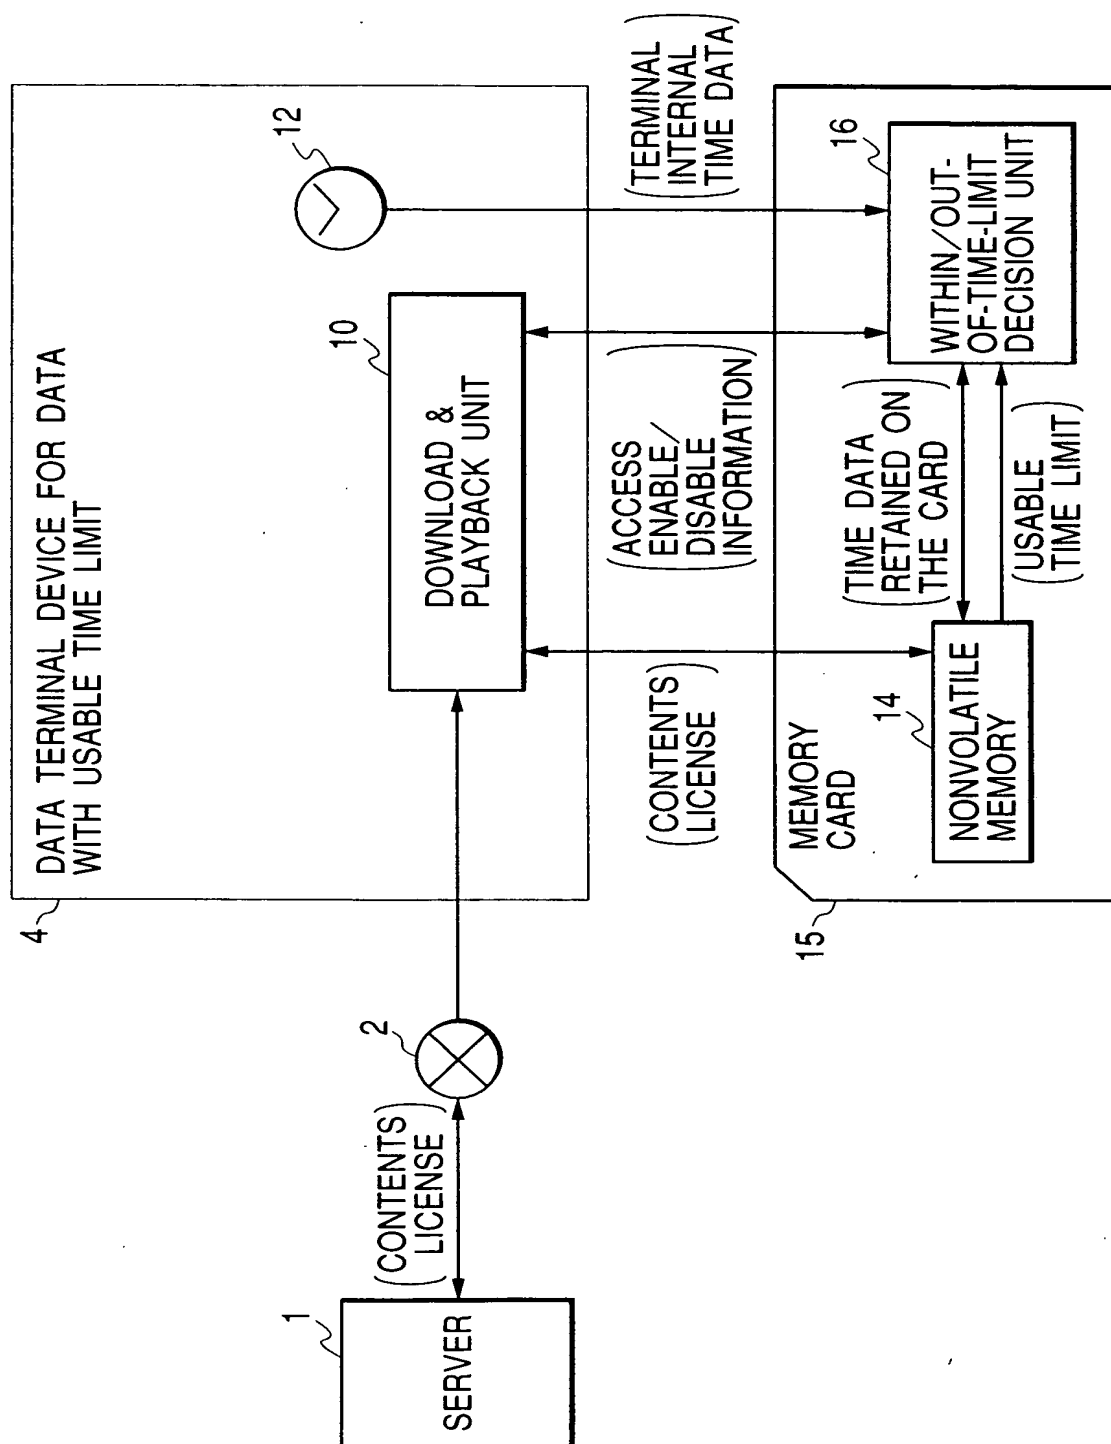 DATA TERMINAL DEVICE FOR DATA
WITH USABLE TIME LIMIT
4
12
10
DOWNLOAD &
PLAYBACK UNIT
2
(CONTENTS
LICENSE)
1
SERVER
(TERMINAL
INTERNAL
TIME DATA)
(ACCESS
ENABLE/
DISABLE
INFORMATION)
(CONTENTS
LICENSE)
MEMORY
CARD
15
16
WITHIN/OUT-
OF-TIME-LIMIT
DECISION UNIT
(TIME DATA
RETAINED ON
THE CARD)
(USABLE
TIME LIMIT)
14
NONVOLATILE
MEMORY